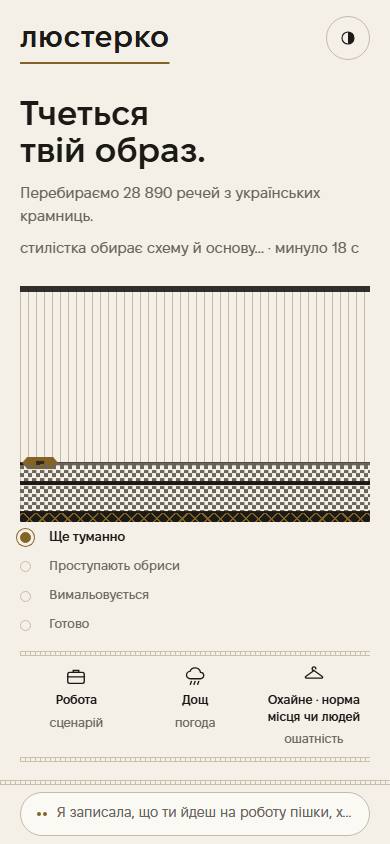 люстерко
Тчеться
твій образ.
Перебираємо 28 890 речей з українських
крамниць.
стилістка обирає схему й основу... · минуло 18 с
Ще туманно
Проступають обриси
Вимальовується
Готово
Робота
сценарій
Дощ
погода
Охайне · норма
місця чи людей
ошатність
Я записала, що ти йдеш на роботу пішки, х...